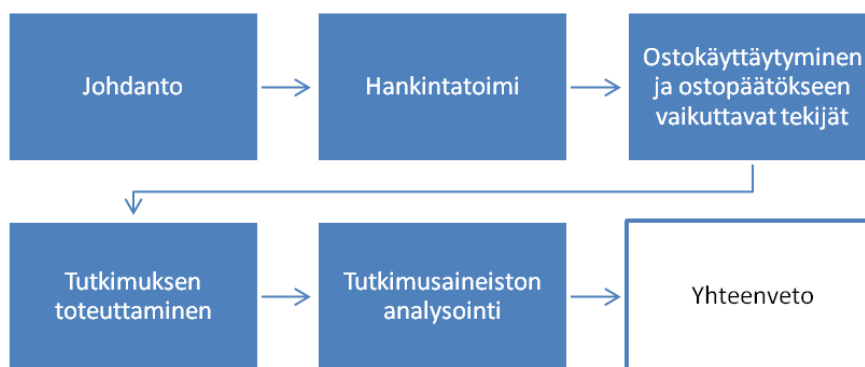 Johdanto
Hankintatoimi
Ostokäyttäytyminen
ja ostopäätökseen
vaikuttavat tekijät
Tutkimuksen
toteuttaminen
Tutkimusaineiston
analysointi
Yhteenveto